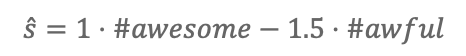 ŝ = 1 · #awesome − 1.5 · #awful